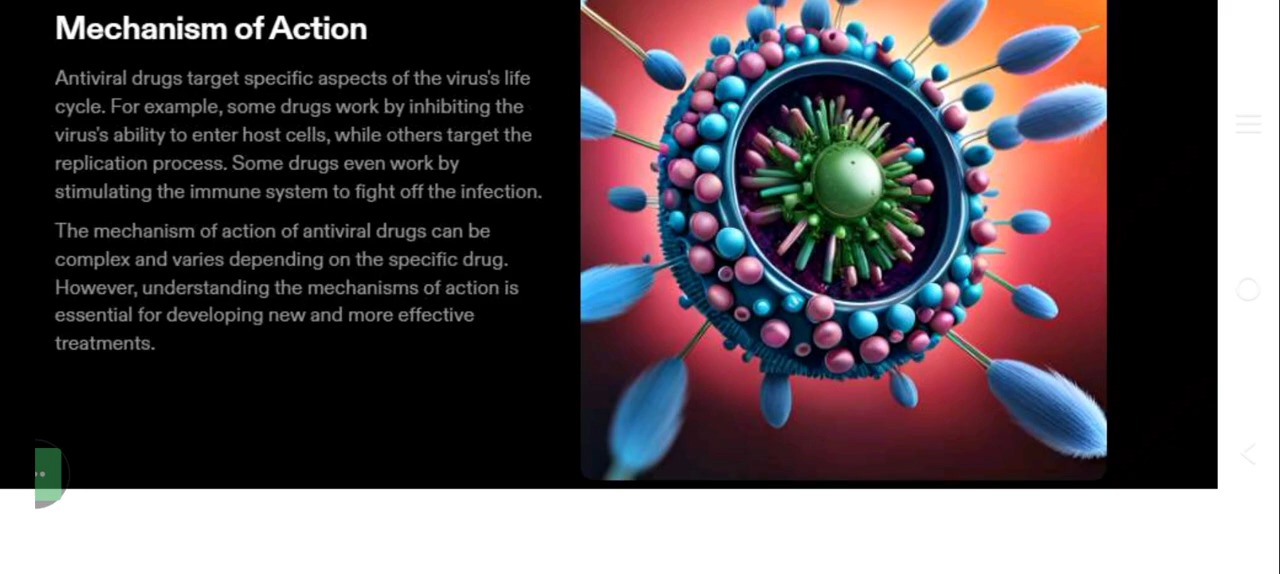 Mechanism of Action
Antiviral drugs target specific aspects of the virus's life
cycle. For example, some drugs work by inhibiting the
virus's ability to enter host cells, while others target the
replication process. Some drugs even work by
stimulating the immune system to fight off the infection.
The mechanism of action of antiviral drugs can be
complex and varies depending on the specific drug.
However, understanding the mechanisms of action is
essential for developing new and more effective
treatments.